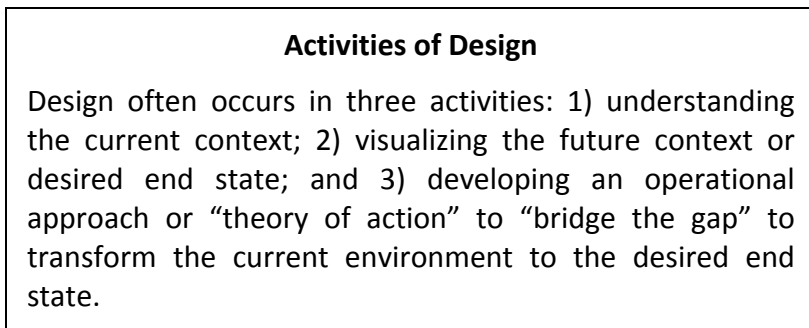 Activities of Design
Design often occurs in three activities: 1) understanding
the current context; 2) visualizing the future context or
desired end state; and 3) developing an operational
approach or “theory of action” to “bridge the gap” to
transform the current environment to the desired end
state.